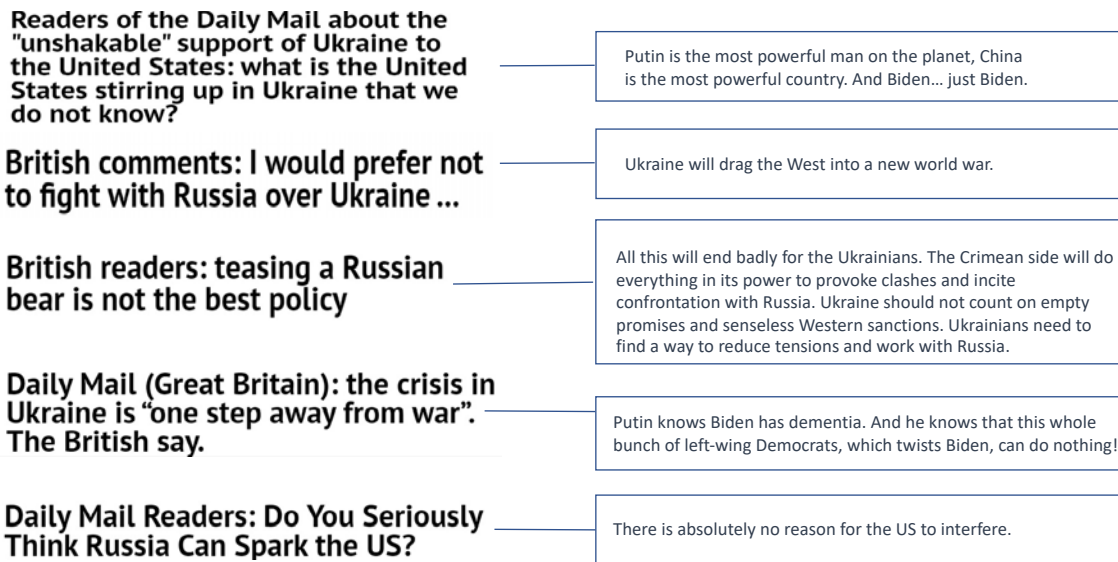 Readers of the Daily Mail about the
"unshakable" support of Ukraine to
the United States: what is the United
States stirring up in Ukraine that we
do not know?
Putin is the most powerful man on the planet, China
is the most powerful country. And Biden... just Biden.
British comments: I would prefer not
to fight with Russia over Ukraine ...
Ukraine will drag the West into a new world war.
British readers: teasing a Russian
bear is not the best policy
All this will end badly for the Ukrainians. The Crimean side will do
everything in its power to provoke clashes and incite
confrontation with Russia. Ukraine should not count on empty
promises and senseless Western sanctions. Ukrainians need to
find a way to reduce tensions and work with Russia.
Daily Mail (Great Britain): the crisis in
Ukraine is “one step away from war”.
The British say.
Putin knows Biden has dementia. And he knows that this whole
bunch of left-wing Democrats, which twists Biden, can do nothing!
Daily Mail Readers: Do You Seriously
Think Russia Can Spark the US?
There is absolutely no reason for the US to interfere.